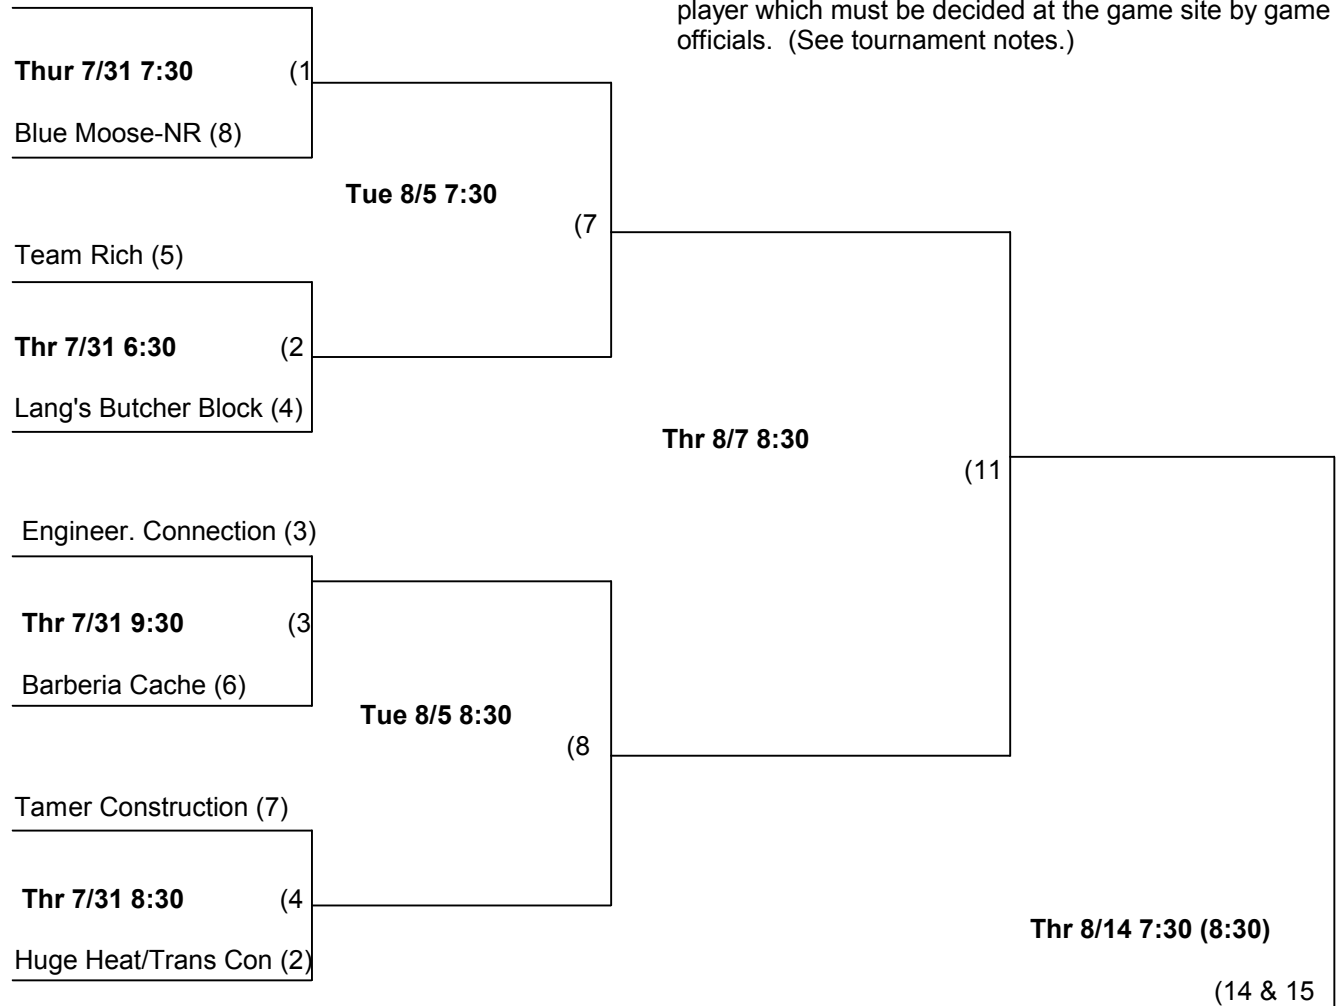 player which must be decided at the game site by game
officials.  (See tournament notes.)
Thur 7/31 7:30 (1
Blue Moose-NR (8)
Tue 8/5 7:30
(7
Team Rich (5)
Thr 7/31 6:30 (2
Lang's Butcher Block (4)
Thr 8/7 8:30
(11
Engineer. Connection (3)
Thr 7/31 9:30 (3
Barberia Cache (6)
Tue 8/5 8:30
(8
Tamer Construction (7)
Thr 7/31 8:30 (4
Huge Heat/Trans Con (2)
Thr 8/14 7:30 (8:30)
(14 & 15